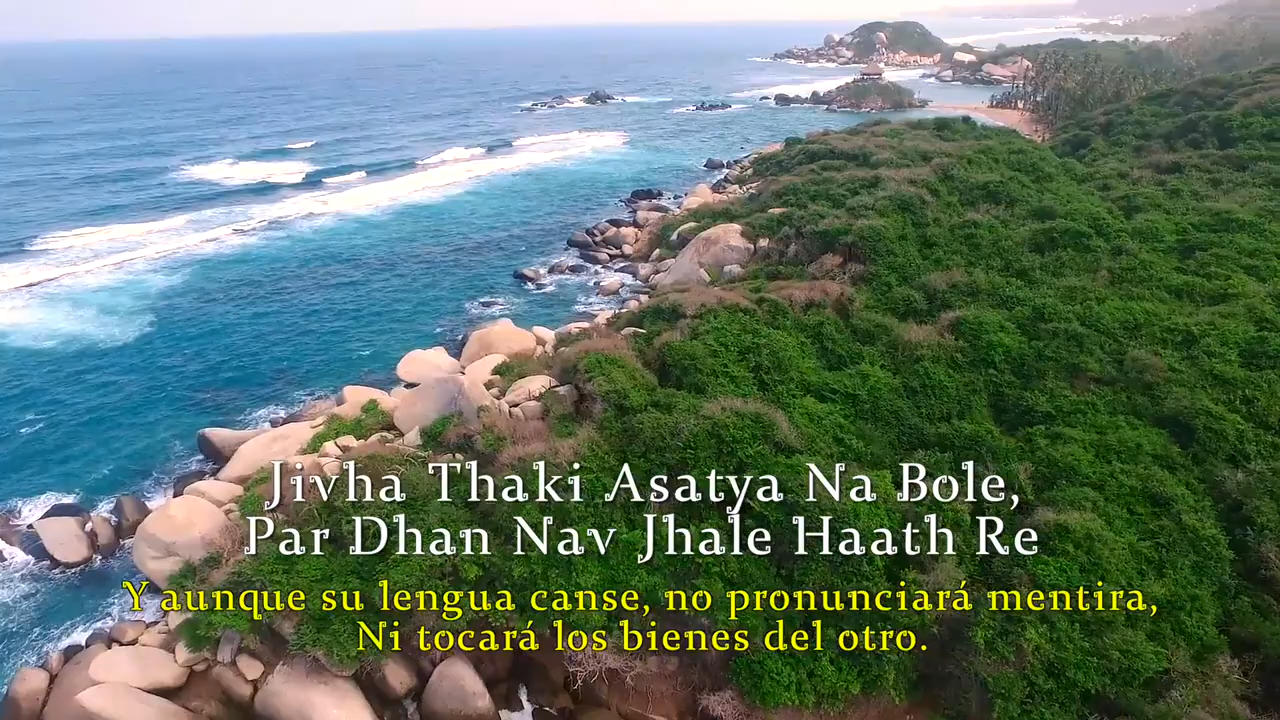 Jivha Thaki Asatya Na Bole,
Par Dhan Nav Jhale Haath Re
Y aunque su lengua canse, no pronunciará mentira,
Ni tocará los bienes del otro.